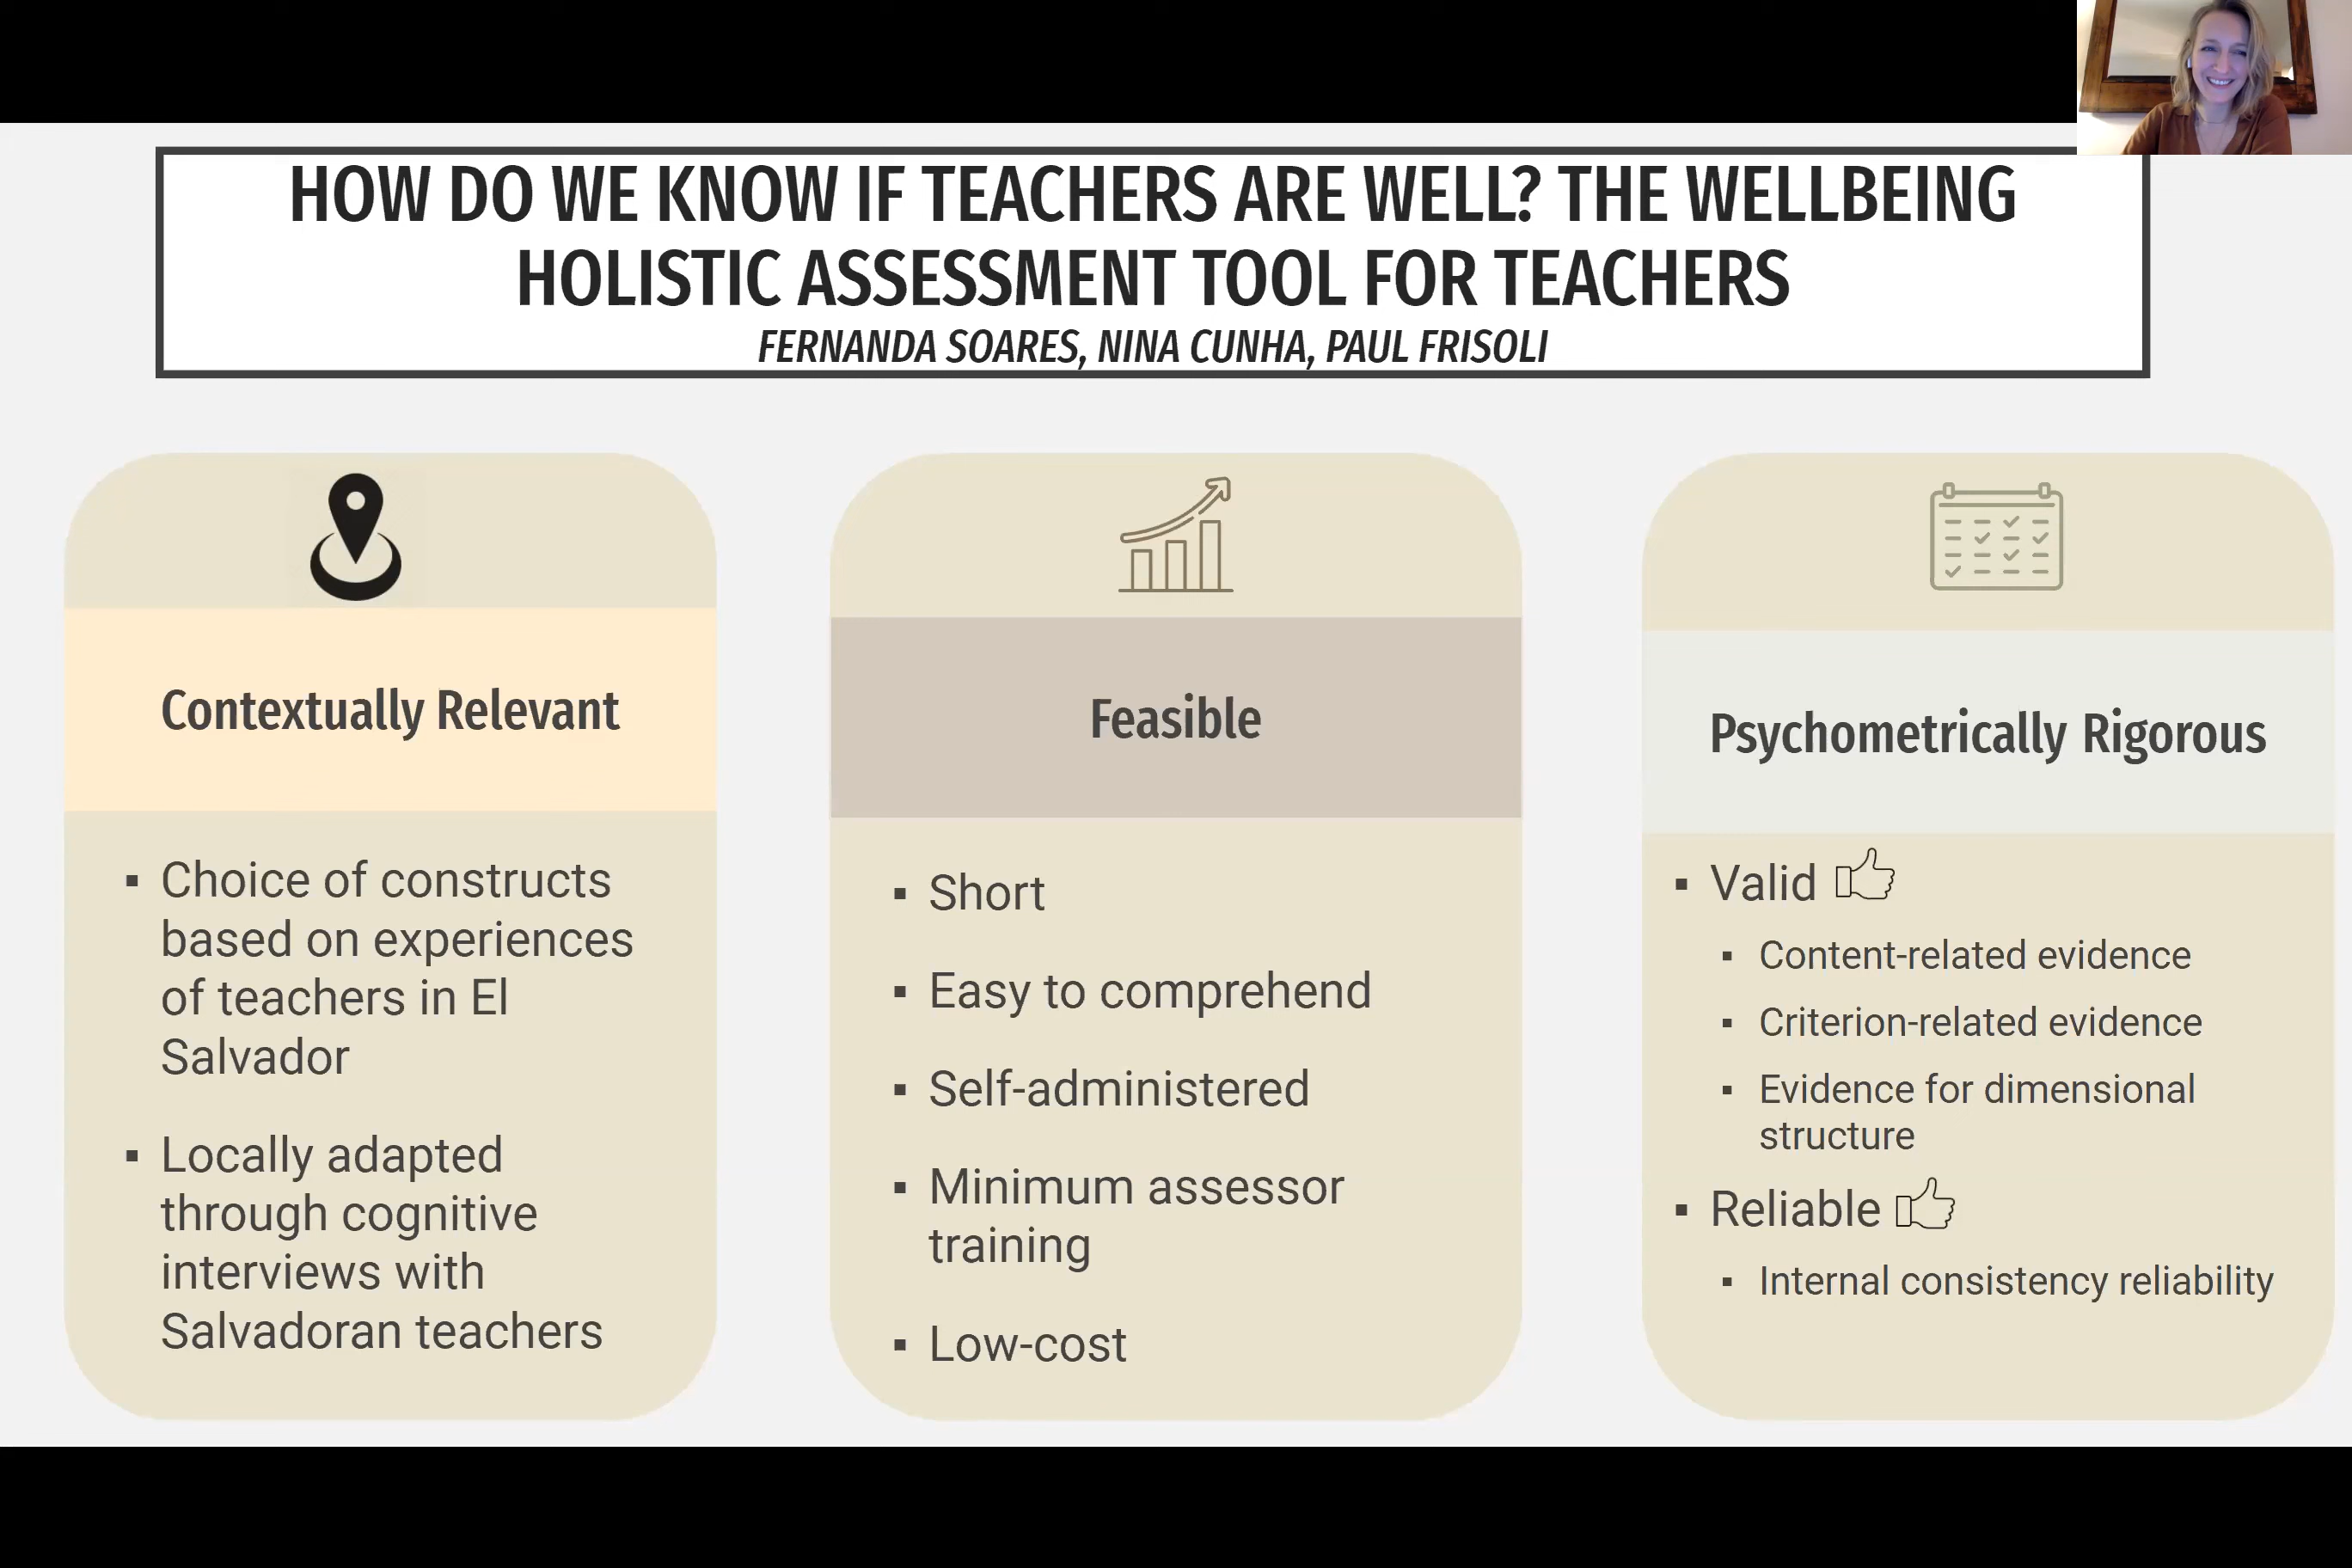 HOW DO WE KNOW IF TEACHERS ARE WELL? THE WELLBEING
HOLISTIC ASSESSMENT TOOL FOR TEACHERS
FERNANDA SOARES, NINA CUNHA, PAUL FRISOLI
Contextually Relevant
▪ Choice of constructs
based on experiences
of teachers in El
Salvador
▪ Locally adapted
through cognitive
interviews with
Salvadoran teachers
Feasible
▪ Short
▪ Easy to comprehend
▪ Self-administered
▪ Minimum assessor
training
▪ Low-cost
Psychometrically Rigorous
▪ Valid
▪ Content-related evidence
▪ Criterion-related evidence
▪ Evidence for dimensional
structure
▪ Reliable
▪ Internal consistency reliability